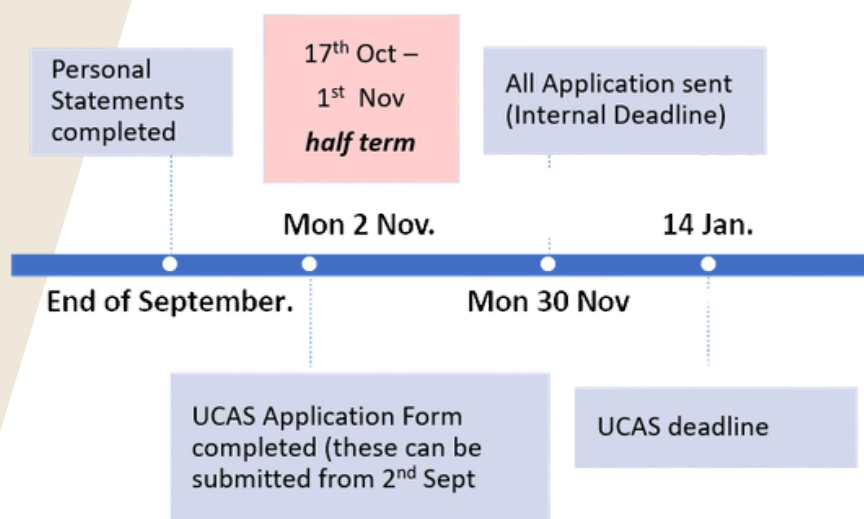 Personal
Statements
completed
17th Oct –
1st Nov
half term
All Application sent
(Internal Deadline)
Mon 2 Nov.
14 Jan.
End of September.
Mon 30 Nov
UCAS Application Form
completed (these can be
submitted from 2nd Sept
UCAS deadline